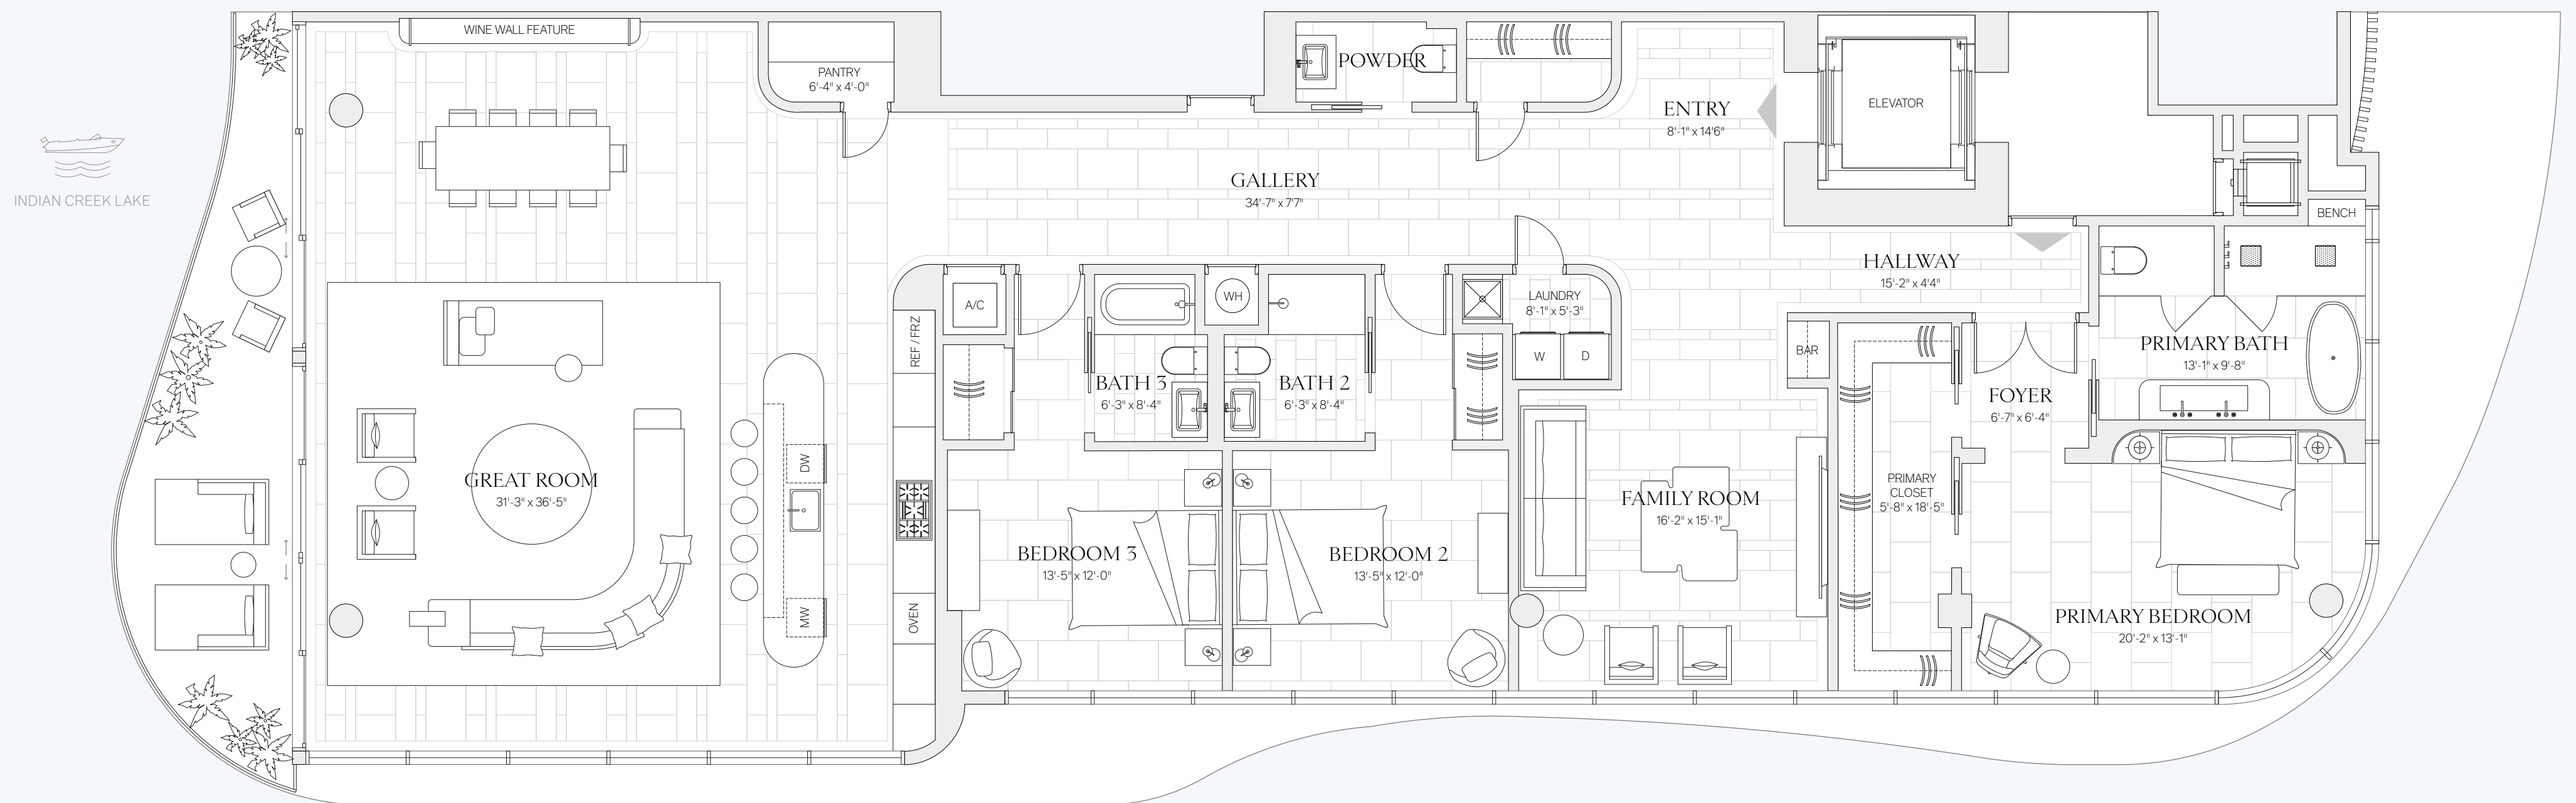 WINE WALL FEATURE
PANTRY
6'-4" x 4'-0"
POWDER
ENTRY
8'-1" x 14'6"
ELEVATOR
INDIAN CREEK LAKE
GALLERY
34'-7" x 7'7"
BENCH
HALLWAY
15'-2" x 4'4"
A/C
WH
LAUNDRY
8'-1" x 5'-3"
W
D
REF / FRZ
BAR
PRIMARY BATH
13'-1" x 9'-8"
BATH 3
6'-3" x 8'-4"
BATH 2
6'-3" x 8'-4"
FOYER
6'-7" x 6'-4"
GREAT ROOM
31'-3" x 36'-5"
DW
FAMILY ROOM
16'-2" x 15'-1"
PRIMARY
CLOSET
5'-8" x 18'-5"
BEDROOM 3
13'-5" x 12'-0"
BEDROOM 2
13'-5" x 12'-0"
MW
OVEN
PRIMARY BEDROOM
20'-2" x 13'-1"